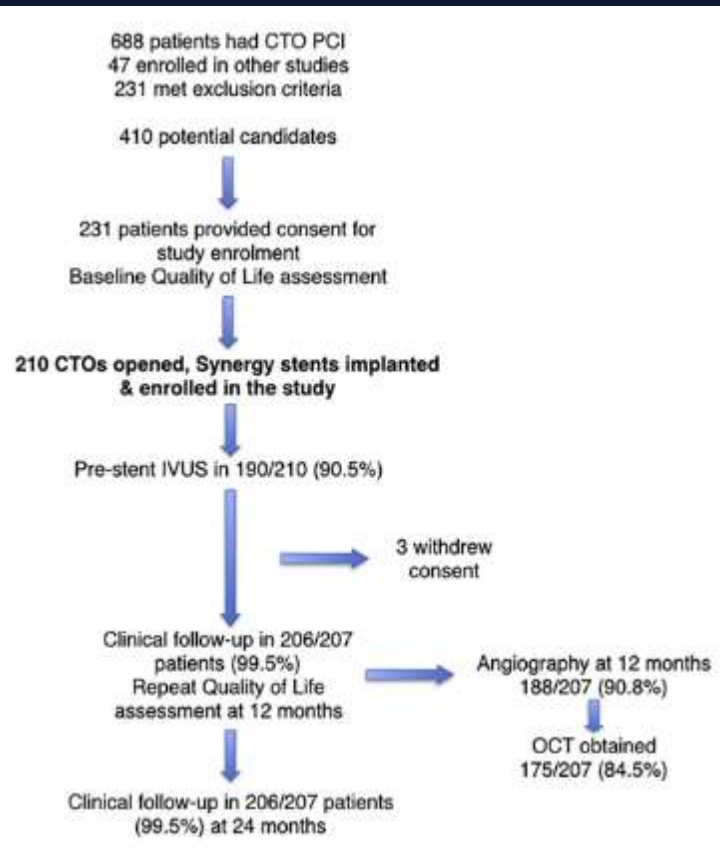 688 patients had CTO PCI
47 enrolled in other studies
231 met exclusion criteria
410 potential candidates
231 patients provided consent for
study enrolment
Baseline Quality of Life assessment
210 CTOs opened, Synergy stents implanted
& enrolled in the study
Pre-stent IVUS in 190/210 (90.5%)
3 withdrew
consent
Clinical follow-up in 206/207
patients (99.5%)
Repeat Quality of Life
assessment at 12 months
Angiography at 12 months
188/207 (90.8%)
OCT obtained
175/207 (84.5%)
Clinical follow-up in 206/207 patients
(99.5%) at 24 months